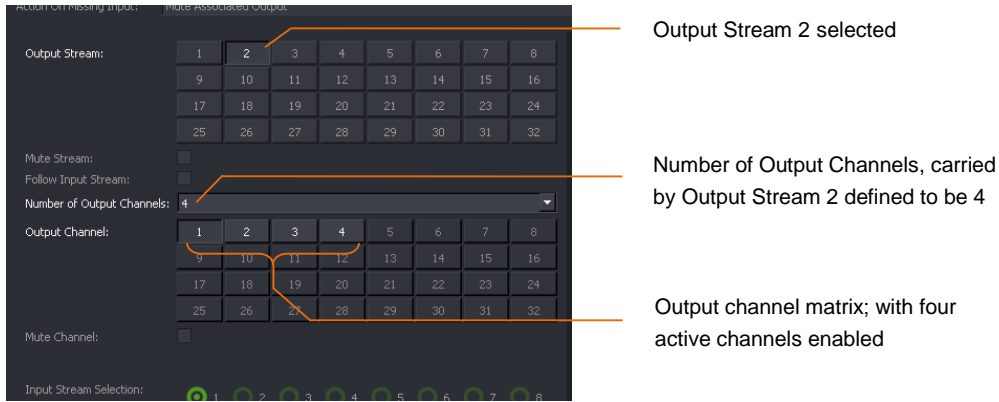 Action On Missing Input: Mute Associated Output
Output Stream 2 selected
Output Stream: 1 2 3 4 5 6 7 8
9 10 11 12 13 14 15 16
17 18 19 20 21 22 23 24
25 26 27 28 29 30 31 32
Mute Stream:
Follow Input Stream:
Number of Output Channels, carried
by Output Stream 2 defined to be 4
Number of Output Channels: 4
Output Channel: 1 2 3 4 5 6 7 8
9 10 11 12 13 14 15 16
17 18 19 20 21 22 23 24
25 26 27 28 29 30 31 32
Output channel matrix; with four
active channels enabled
Mute Channel:
Input Stream Selection:
1 2 3 4 5 6 7 8